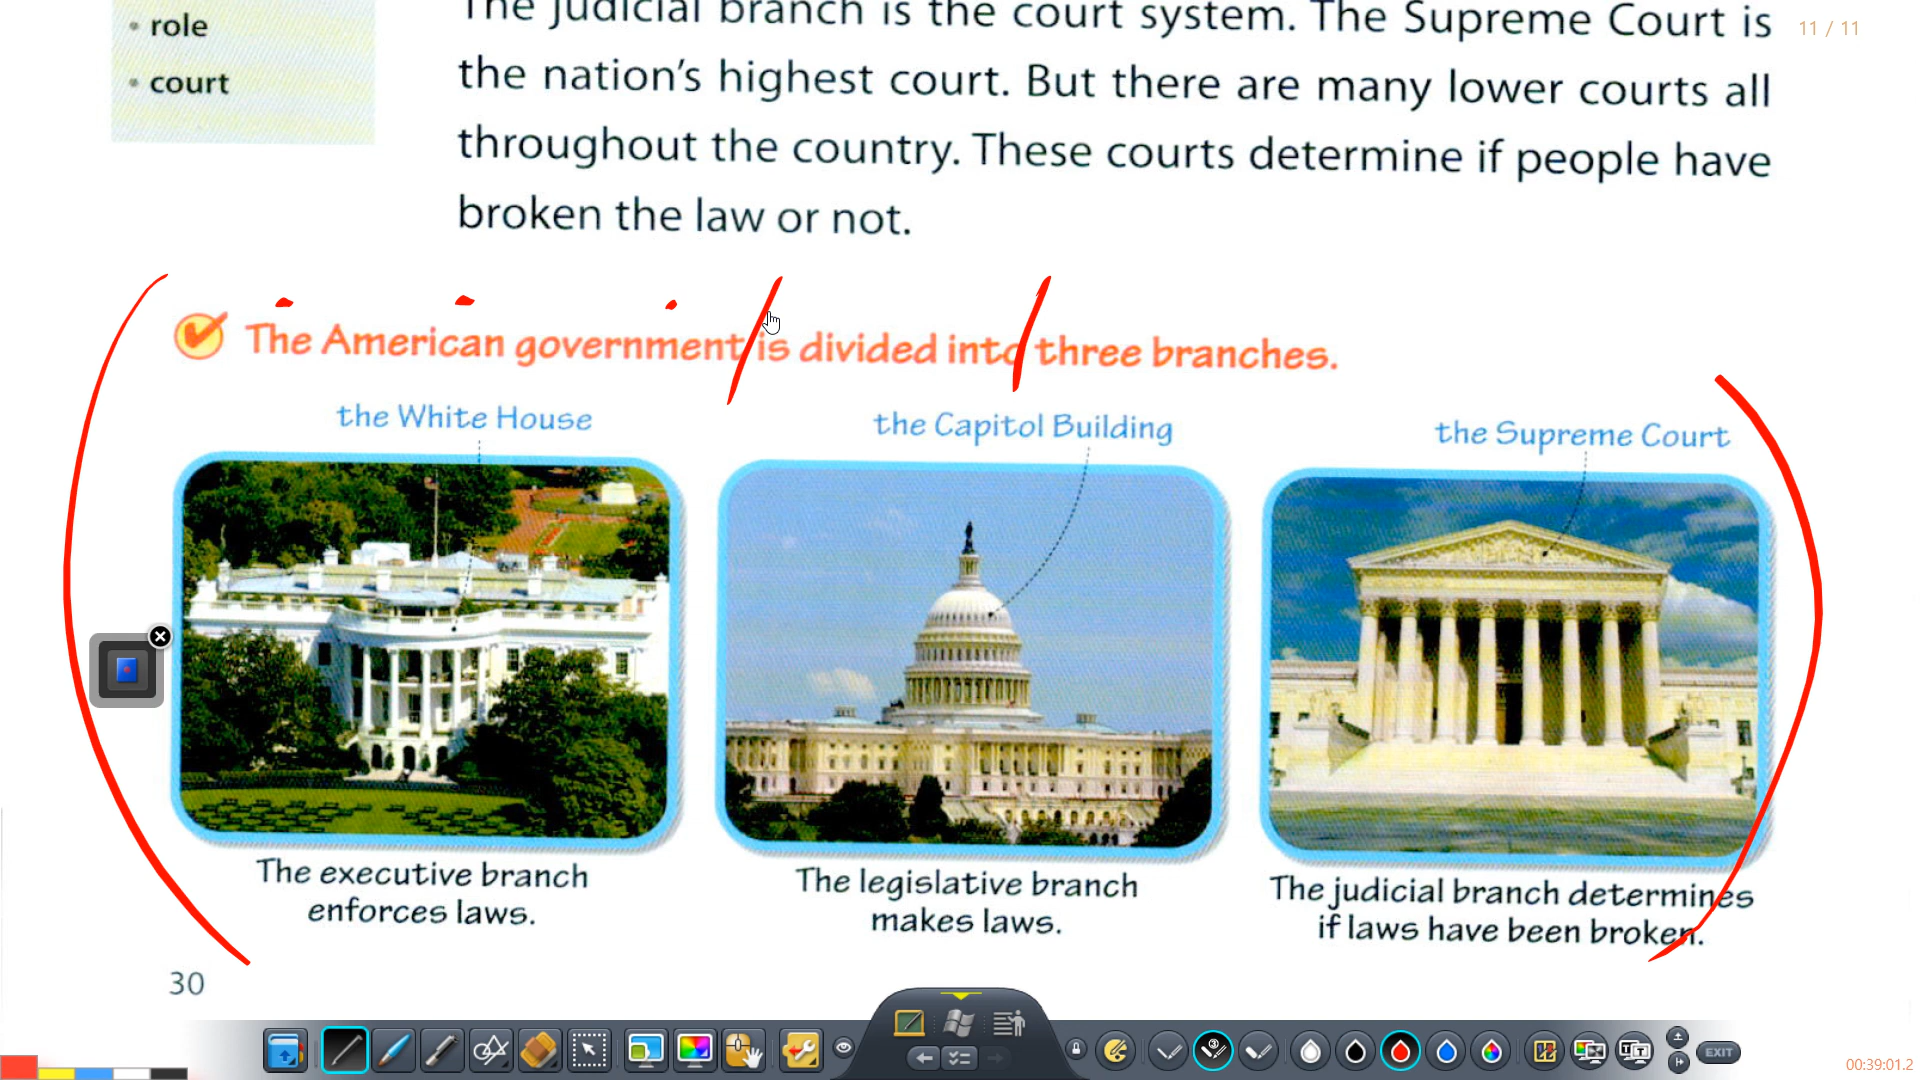 • role
• court
The judicial branch is the court system. The Supreme Court is
the nation's highest court. But there are many lower courts all
throughout the country. These courts determine if people have
broken the law or not.
11 / 11
The American government is divided into three branches.
the White House
the Capitol Building
the Supreme Court
The executive branch
enforces laws.
The legislative branch
makes laws.
The judicial branch determines
if laws have been broken.
30
EXIT
00:39:01.2